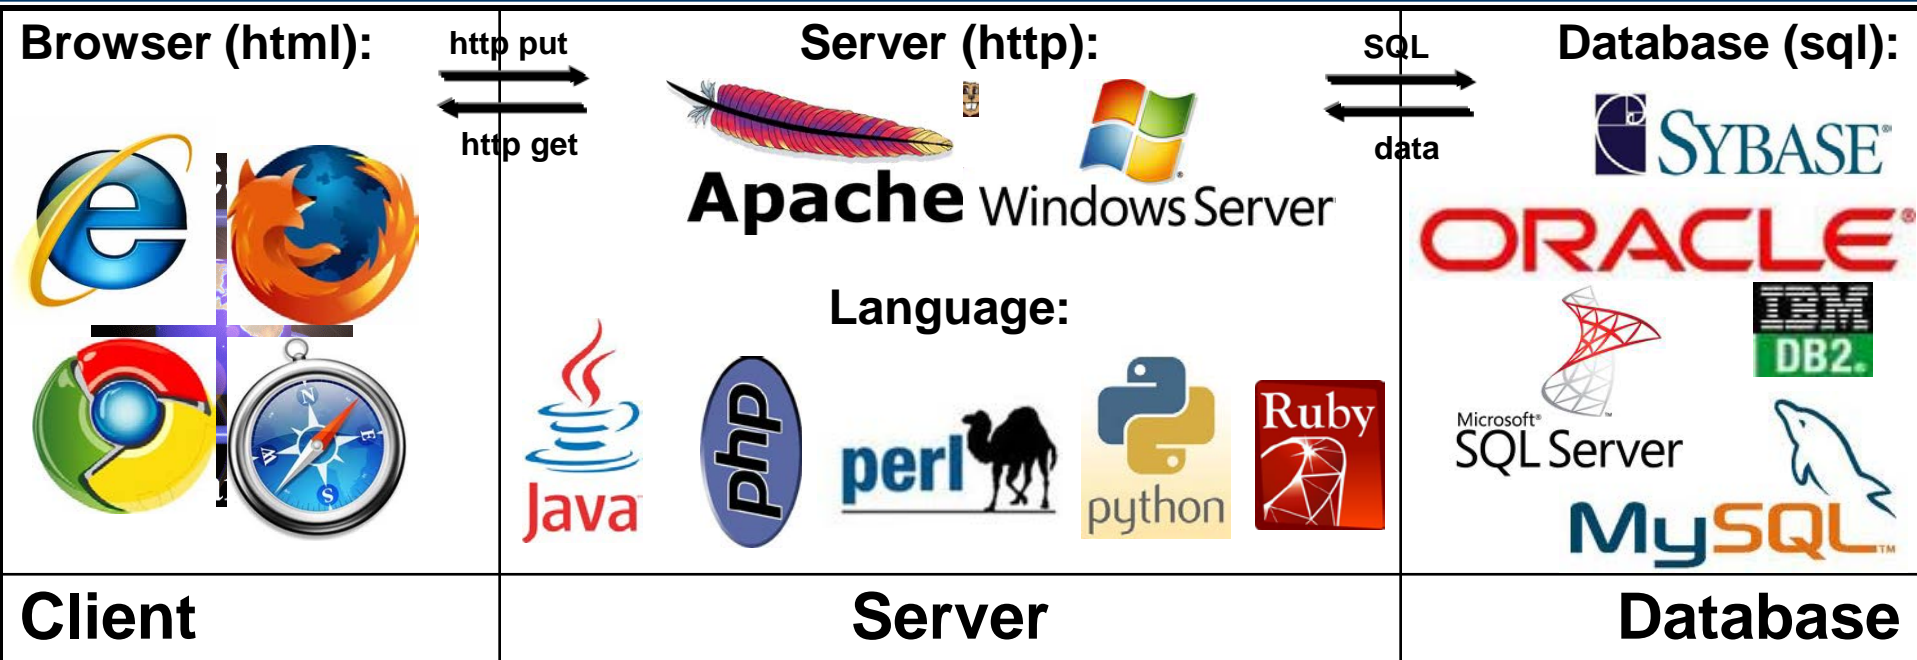 Browser (html):
http put
http get
Server (http):
Apache
Windows Server
Language:
Java
php
perl
python
Ruby
SQL
data
Database (sql):
SYBASE®
ORACLE®
IBM
DB2®
Microsoft®
SQL Server
MySQL™
Client
Server
Database